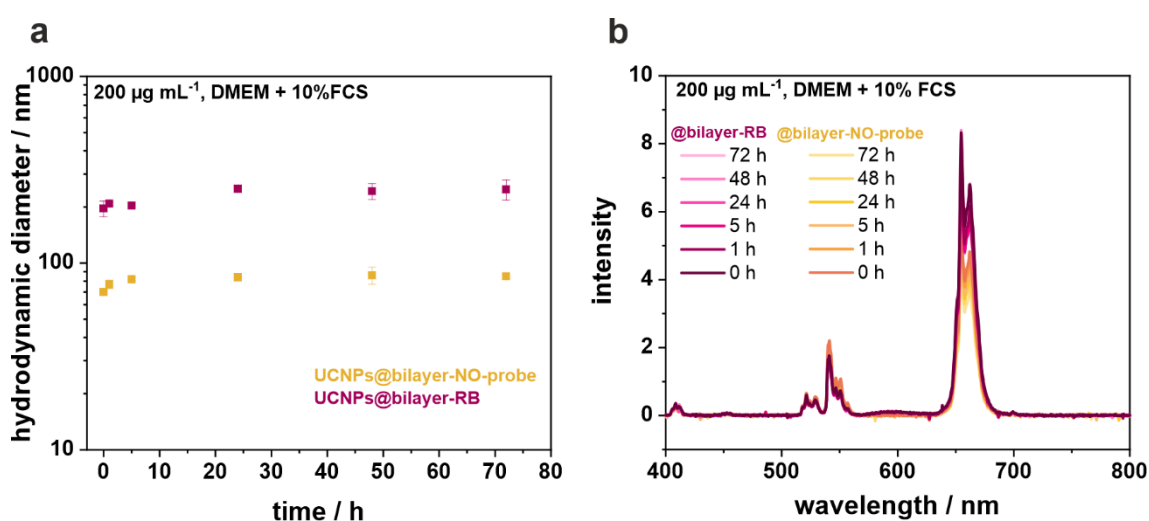 a
200 µg mL⁻¹, DMEM + 10%FCS
hydrodynamic diameter / nm
1000
100
10
UCNPs@bilayer-NO-probe
UCNPs@bilayer-RB
0 10 20 30 40 50 60 70 80
time / h
b
200 µg mL⁻¹, DMEM + 10% FCS
@bilayer-RB @bilayer-NO-probe
72 h 72 h
48 h 48 h
24 h 24 h
5 h 5 h
1 h 1 h
0 h 0 h
intensity
10
8
6
4
2
0
400 500 600 700 800
wavelength / nm